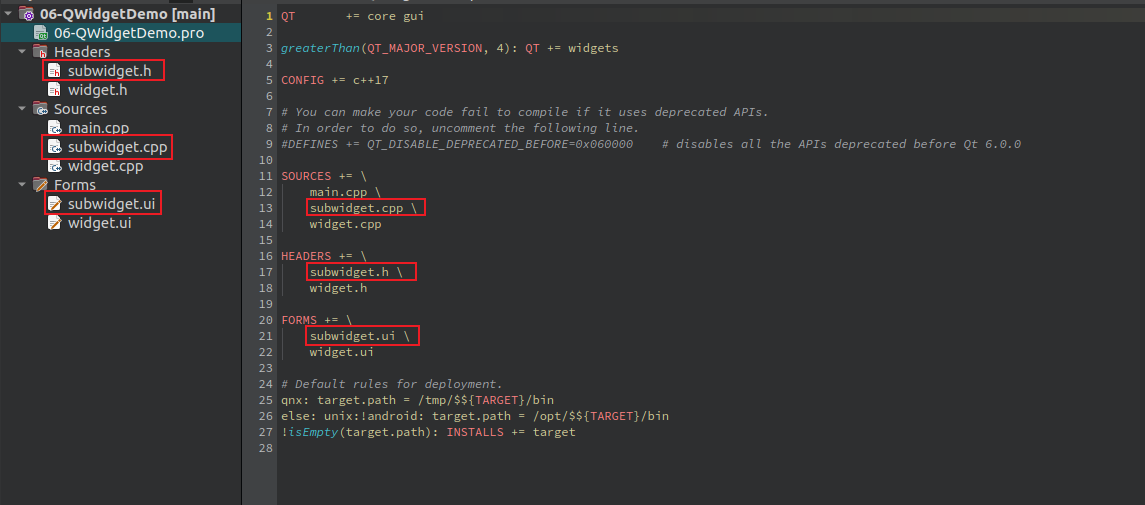 06-QWidgetDemo [main]
06-QWidgetDemo.pro
Headers
subwidget.h
widget.h
Sources
main.cpp
subwidget.cpp
widget.cpp
Forms
subwidget.ui
widget.ui
1 QT       += core gui
2
3 greaterThan(QT_MAJOR_VERSION, 4): QT += widgets
4
5 CONFIG += c++17
6
7 # You can make your code fail to compile if it uses deprecated APIs.
8 # In order to do so, uncomment the following line.
9 #DEFINES += QT_DISABLE_DEPRECATED_BEFORE=0x060000    # disables all the APIs deprecated before Qt 6.0.0
10
11 SOURCES += \
12     main.cpp \
13     subwidget.cpp \
14     widget.cpp
15
16 HEADERS += \
17     subwidget.h \
18     widget.h
19
20 FORMS += \
21     subwidget.ui \
22     widget.ui
23
24 # Default rules for deployment.
25 qnx: target.path = /tmp/$${TARGET}/bin
26 else: unix:!android: target.path = /opt/$${TARGET}/bin
27 !isEmpty(target.path): INSTALLS += target
28